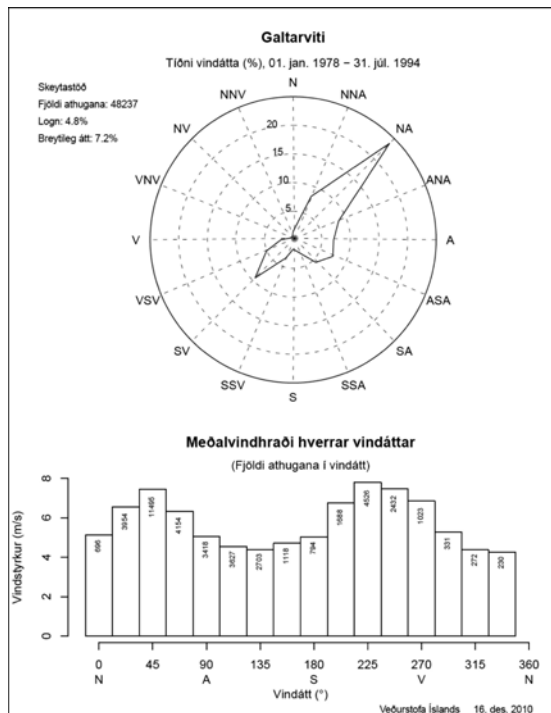 Galtarviti
Tíðni vindátta (%), 01. jan. 1978 – 31. júl. 1994
Skeytastöð
Fjöldi athugana: 48237
Logn: 4.8%
Breytileg átt: 7.2%
N
NNV
NNA
NV
NA
VNV
ANA
V
A
VSV
ASA
SV
SA
SSV
SSA
S
20
15
10
5
Meðalvindhraði hverrar vindáttar
(Fjöldi athugana í vindátt)
Vindstyrkur (m/s)
8
6
4
2
0
696
3954
11495
4154
3418
3627
2703
1118
794
1688
4526
2432
1023
331
272
230
0 45 90 135 180 225 270 315 360
N A S V N
Vindátt (°)
Veðurstofa Íslands 16. des. 2010